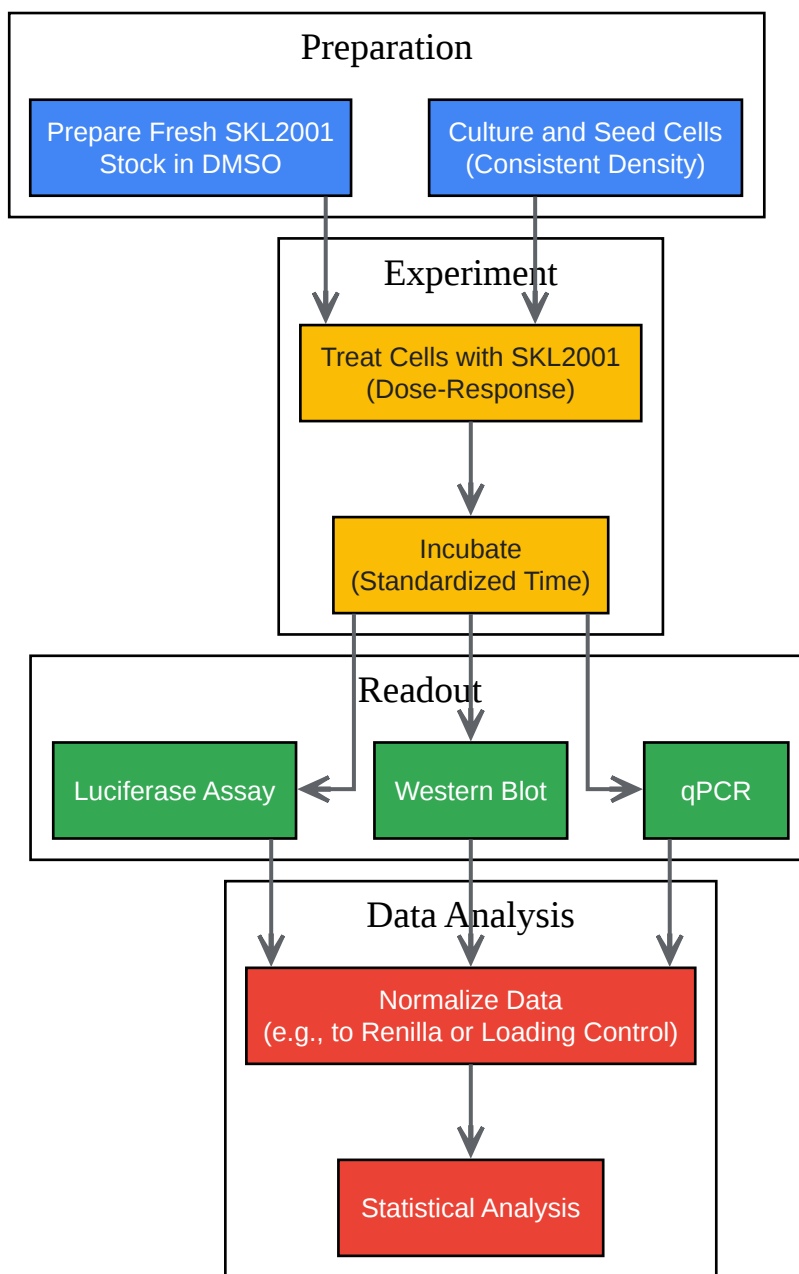 Preparation
Prepare Fresh SKL2001
Stock in DMSO
Culture and Seed Cells
(Consistent Density)
Experiment
Treat Cells with SKL2001
(Dose-Response)
Incubate
(Standardized Time)
Readout
Luciferase Assay
Western Blot
qPCR
Data Analysis
Normalize Data
(e.g., to Renilla or Loading Control)
Statistical Analysis